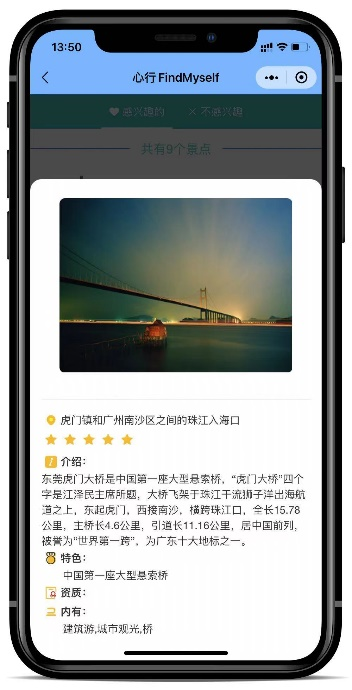 13:50
心行 FindMyself
感兴趣的
不感兴趣
共有9个景点
虎门镇和广州南沙区之间的珠江入海口
介绍：
东莞虎门大桥是中国第一座大型悬索桥，“虎门大桥”四个
字是江泽民主席所题，大桥飞架于珠江干流狮子洋出海航
道之上，东起虎门，西接南沙，横跨珠江口，全长15.78
公里，主桥长4.6公里，引道长11.16公里，居中国前列，
被誉为“世界第一跨”，为广东十大地标之一。
特色：
中国第一座大型悬索桥
资质：
内有：
建筑游,城市观光,桥